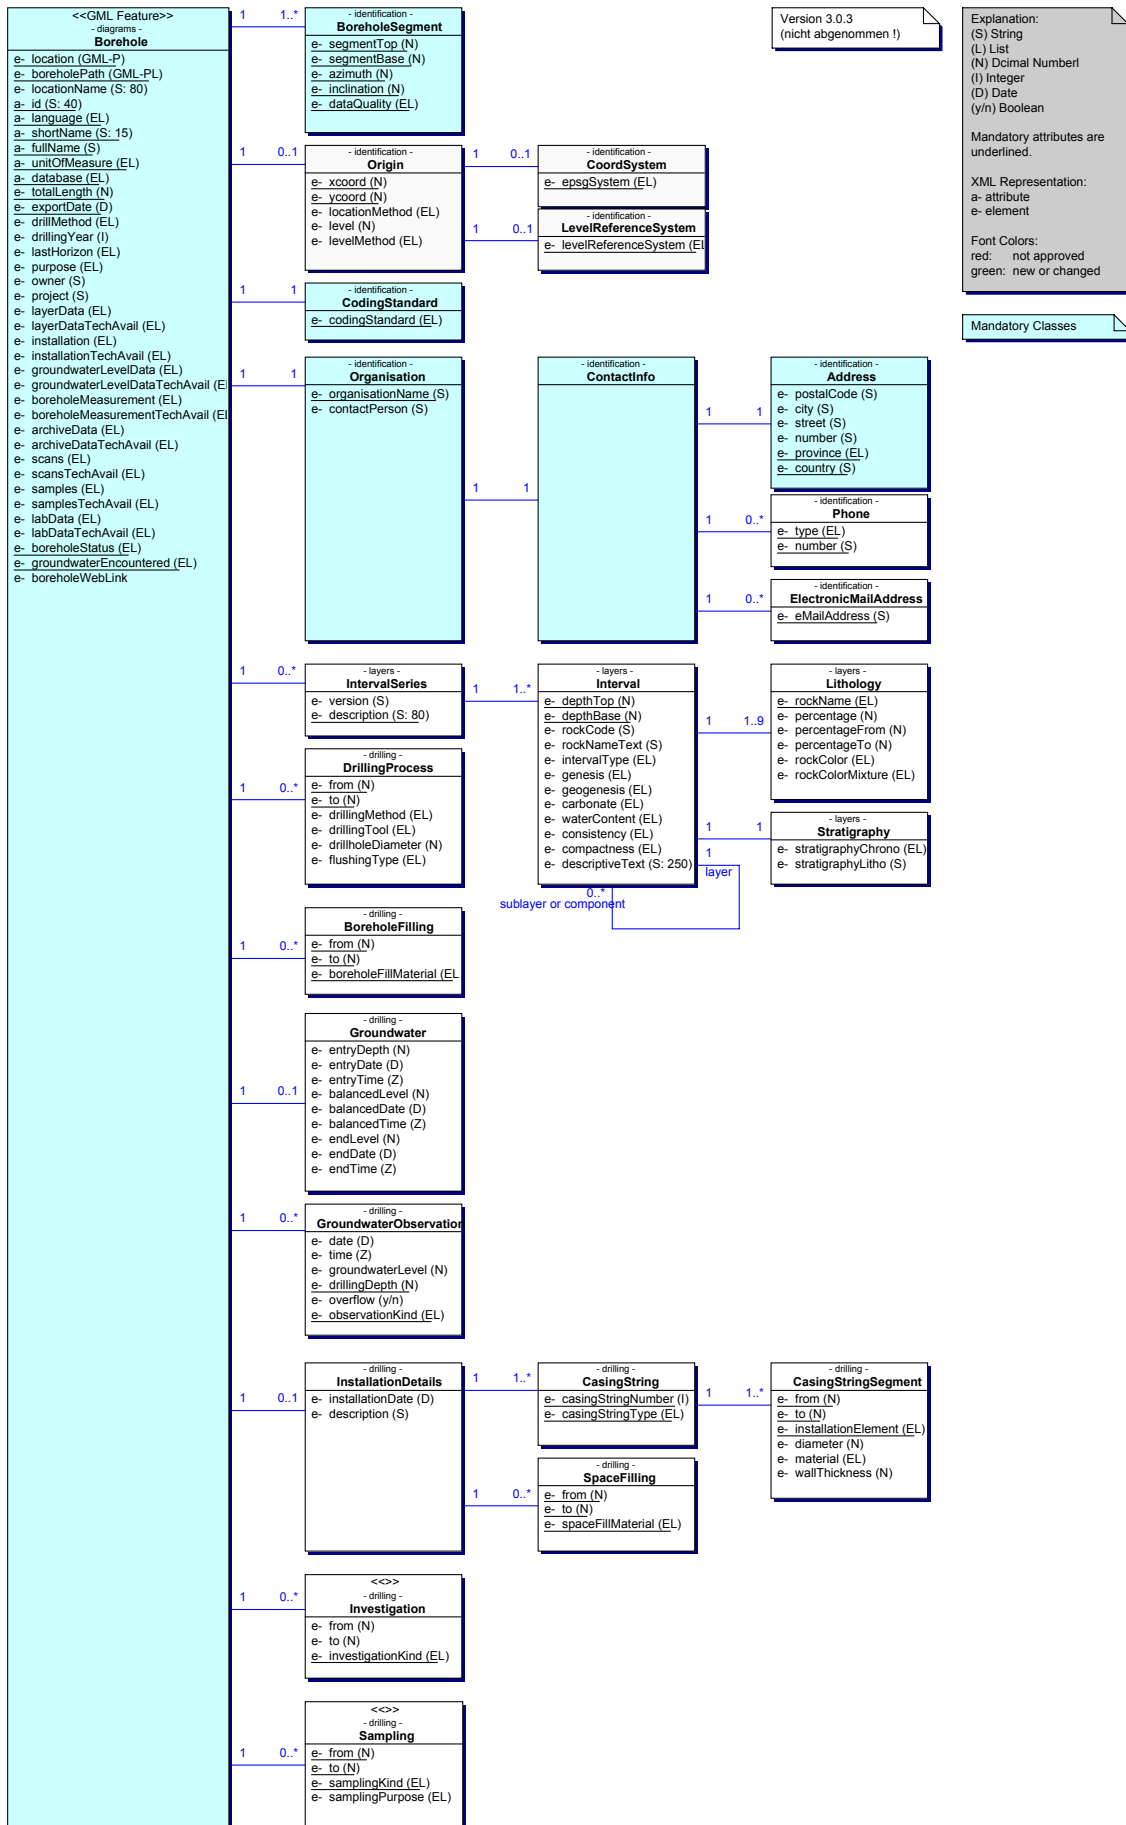 <<GML Feature>>
- diagrams -
Borehole
e- location (GML-P)
e- boreholePath (GML-PL)
e- locationName (S: 80)
a- id (S: 40)
a- language (EL)
a- shortName (S: 15)
a- fullName (S)
a- unitOfMeasure (EL)
a- database (EL)
e- totalLength (N)
e- exportDate (D)
e- drillMethod (EL)
e- drillingYear (I)
e- lastHorizon (EL)
e- purpose (EL)
e- owner (S)
e- project (S)
e- layerData (EL)
e- layerDataTechAvail (EL)
e- installation (EL)
e- installationTechAvail (EL)
e- groundwaterLevelData (EL)
e- groundwaterLevelDataTechAvail (El
e- boreholeMeasurement (EL)
e- boreholeMeasurementTechAvail (El
e- archiveData (EL)
e- archiveDataTechAvail (EL)
e- scans (EL)
e- scansTechAvail (EL)
e- samples (EL)
e- samplesTechAvail (EL)
e- labData (EL)
e- labDataTechAvail (EL)
e- boreholeStatus (EL)
e- groundwaterEncountered (EL)
e- boreholeWebLink
1 1..*
- identification -
BoreholeSegment
e- segmentTop (N)
e- segmentBase (N)
e- azimuth (N)
e- inclination (N)
e- dataQuality (EL)
Version 3.0.3
(nicht abgenommen !)
Explanation:
(S) String
(L) List
(N) Dcimal Numberl
(I) Integer
(D) Date
(y/n) Boolean
Mandatory attributes are
underlined.
XML Representation:
a- attribute
e- element
Font Colors:
red: not approved
green: new or changed
Mandatory Classes
1 0..1
- identification -
Origin
e- xcoord (N)
e- ycoord (N)
e- locationMethod (EL)
e- level (N)
e- levelMethod (EL)
1 0..1
- identification -
CoordSystem
e- epsgSystem (EL)
1 0..1
- identification -
LevelReferenceSystem
e- levelReferenceSystem (EL
1 1
- identification -
CodingStandard
e- codingStandard (EL)
1 1
- identification -
Organisation
e- organisationName (S)
e- contactPerson (S)
1 1
- identification -
ContactInfo
1 1
- identification -
Address
e- postalCode (S)
e- city (S)
e- street (S)
e- number (S)
e- province (EL)
e- country (S)
1 0..*
- identification -
Phone
e- type (EL)
e- number (S)
1 0..*
- identification -
ElectronicMailAddress
e- eMailAddress (S)
1 0..*
- layers -
IntervalSeries
e- version (S)
e- description (S: 80)
1 1..*
- layers -
Interval
e- depthTop (N)
e- depthBase (N)
e- rockCode (S)
e- rockNameText (S)
e- intervalType (EL)
e- genesis (EL)
e- geogenesis (EL)
e- carbonate (EL)
e- waterContent (EL)
e- consistency (EL)
e- compactness (EL)
e- descriptiveText (S: 250)
1 1..9
- layers -
Lithology
e- rockName (EL)
e- percentage (N)
e- percentageFrom (N)
e- percentageTo (N)
e- rockColor (EL)
e- rockColorMixture (EL)
1 1
- layers -
Stratigraphy
e- stratigraphyChrono (EL)
e- stratigraphyLitho (S)
1
layer
0..*
sublayer or component
1 0..*
- drilling -
DrillingProcess
e- from (N)
e- to (N)
e- drillingMethod (EL)
e- drillingTool (EL)
e- drillholeDiameter (N)
e- flushingType (EL)
1 0..*
- drilling -
BoreholeFilling
e- from (N)
e- to (N)
e- boreholeFillMaterial (EL
1 0..1
- drilling -
Groundwater
e- entryDepth (N)
e- entryDate (D)
e- entryTime (Z)
e- balancedLevel (N)
e- balancedDate (D)
e- balancedTime (Z)
e- endLevel (N)
e- endDate (D)
e- endTime (Z)
1 0..*
- drilling -
GroundwaterObservation
e- date (D)
e- time (Z)
e- groundwaterLevel (N)
e- drillingDepth (N)
e- overflow (y/n)
e- observationKind (EL)
1 0..1
- drilling -
InstallationDetails
e- installationDate (D)
e- description (S)
1 1..*
- drilling -
CasingString
e- casingStringNumber (I)
e- casingStringType (EL)
1 1..*
- drilling -
CasingStringSegment
e- from (N)
e- to (N)
e- installationElement (EL)
e- diameter (N)
e- material (EL)
e- wallThickness (N)
1 0..*
- drilling -
SpaceFilling
e- from (N)
e- to (N)
e- spaceFillMaterial (EL)
1 0..*
<<>>
- drilling -
Investigation
e- from (N)
e- to (N)
e- investigationKind (EL)
1 0..*
<<>>
- drilling -
Sampling
e- from (N)
e- to (N)
e- samplingKind (EL)
e- samplingPurpose (EL)